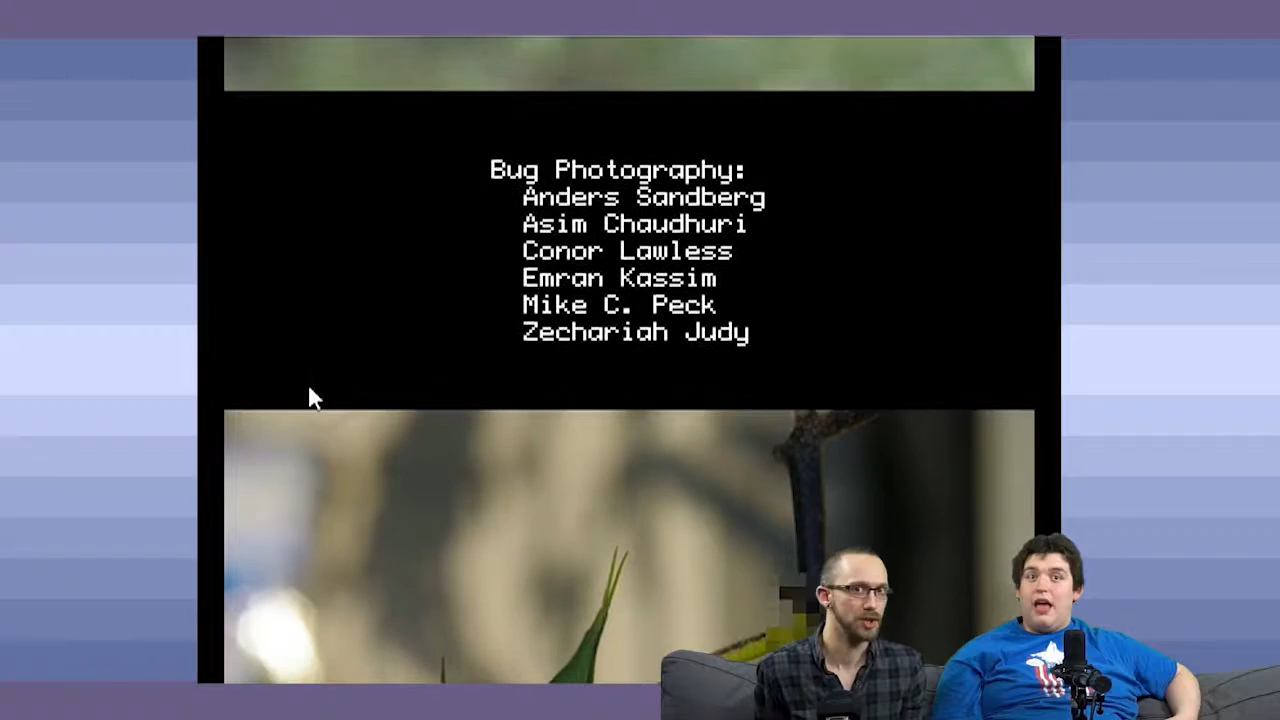 Bug Photography:
Anders Sandberg
Asim Chaudhuri
Conor Lawless
Emran Kassim
Mike C. Peck
Zechariah Judy